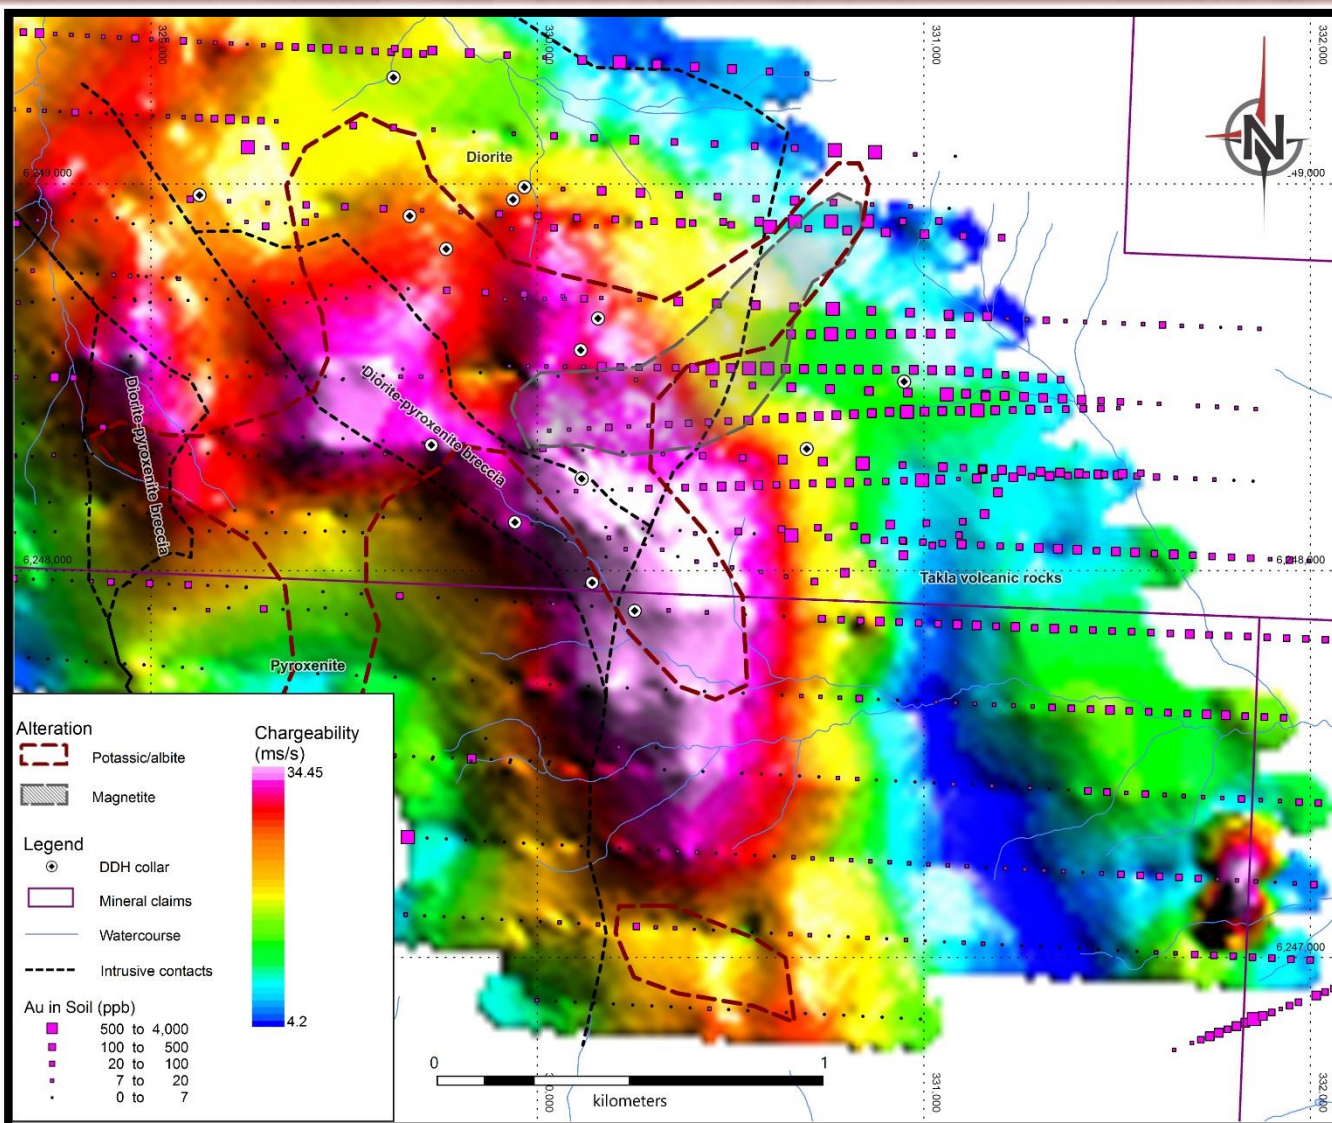 329,000
330,000
331,000
332,000
N
Diorite
6,249,000
49,000
Diorite-pyroxenite breccia
Diorite-pyroxenite breccia
6,248,000
6,248,000
Takla volcanic rocks
Pyroxenite
Alteration
Potassic/albite
Magnetite
Legend
DDH collar
Mineral claims
Watercourse
Intrusive contacts
Au in Soil (ppb)
500 to 4,000
100 to 500
20 to 100
7 to 20
0 to 7
Chargeability
(ms/s)
34.45
4.2
6,247,000
0 1
kilometers
331,000
332,000